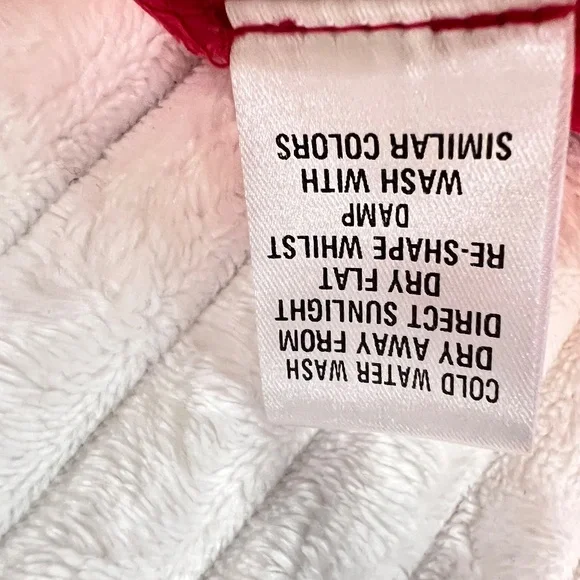 COLD WATER WASH
DRY AWAY FROM
DIRECT SUNLIGHT
DRY FLAT
RE-SHAPE WHILST
DAMP
WASH WITH
SIMILAR COLORS